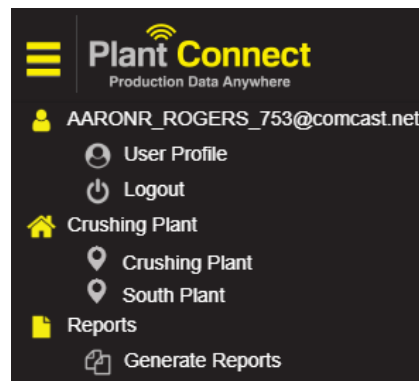 Plant Connect
Production Data Anywhere
AARONR_ROGERS_753@comcast.net
User Profile
Logout
Crushing Plant
Crushing Plant
South Plant
Reports
Generate Reports